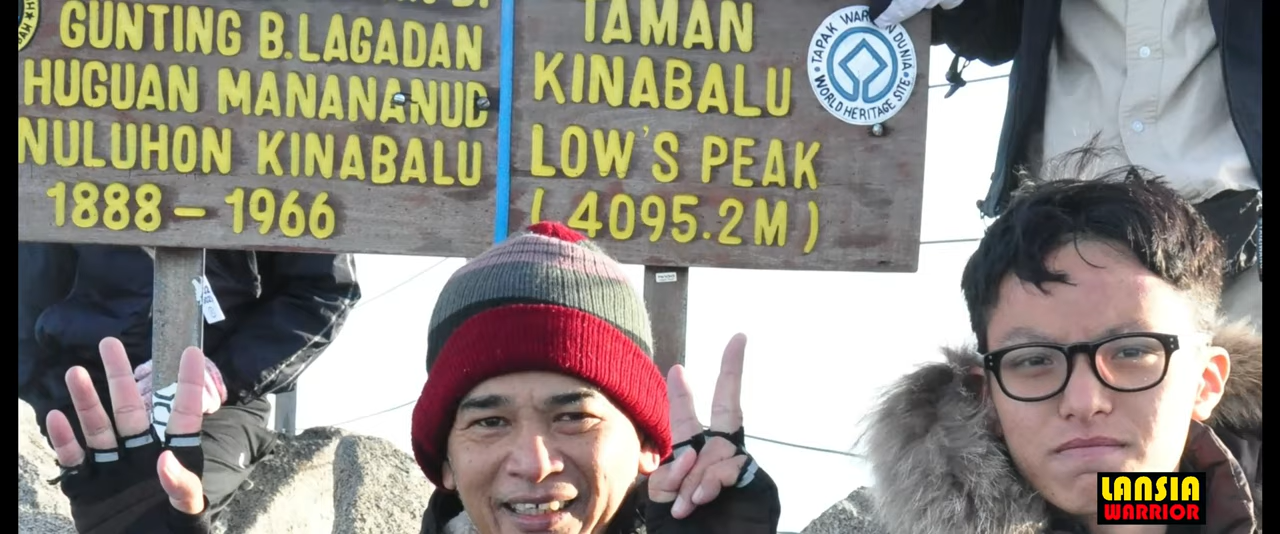 GUNTING B.LAGADAN
HUGUAN MANANANUD
NULUHON KINABALU
1888 – 1966
TAMAN
KINABALU
LOW'S PEAK
( 4095.2M )
TAPAK WARISAN DUNIA
WORLD HERITAGE SITE
LANSIA
WARRIOR